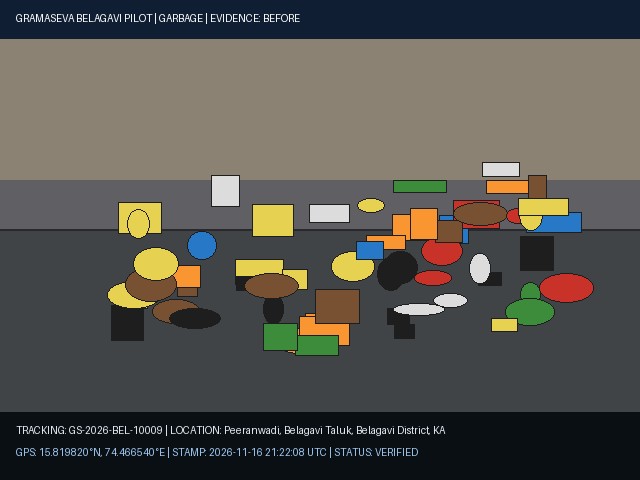 GRAMASEVA BELAGAVI PILOT | GARBAGE | EVIDENCE: BEFORE
TRACKING: GS-2026-BEL-10009 | LOCATION: Peeranwadi, Belagavi Taluk, Belagavi District, KA
GPS: 15.819820°N, 74.466540°E | STAMP: 2026-11-16 21:22:08 UTC | STATUS: VERIFIED